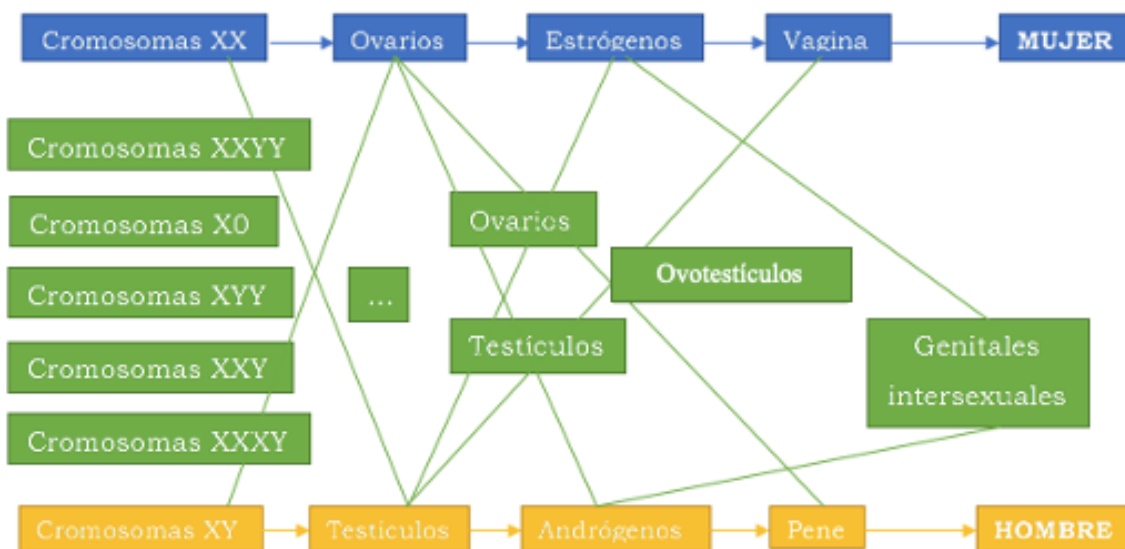 Cromosomas XX
Ovarios
Estrógenos
Vagina
MUJER
Cromosomas XXYY
Cromosomas X0
Ovarios
Ovotestículos
Cromosomas XYY
...
Testículos
Genitales
intersexuales
Cromosomas XXY
Cromosomas XXXY
Cromosomas XY
Testículos
Andrógenos
Pene
HOMBRE